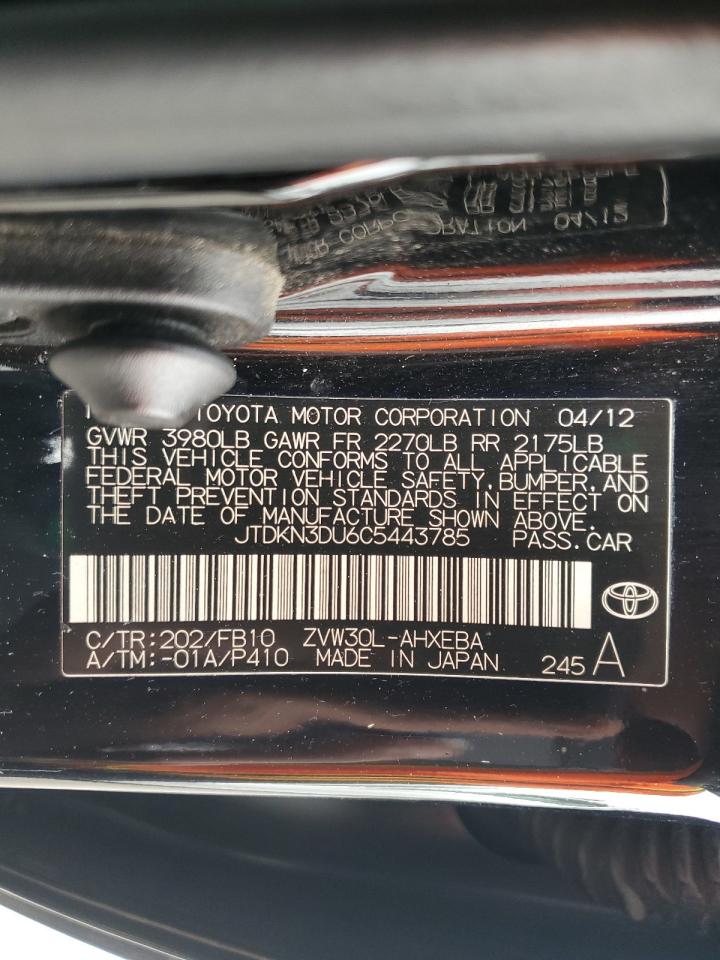 TOYOTA MOTOR CORPORATION 04/12
GVWR 3980LB GAWR FR 2270LB RR 2175LB
THIS VEHICLE CONFORMS TO ALL APPLICABLE
FEDERAL MOTOR VEHICLE SAFETY, BUMPER, AND
THEFT PREVENTION STANDARDS IN EFFECT ON
THE DATE OF MANUFACTURE SHOWN ABOVE.
JTDKN3DU6C5443785 PASS.CAR
C/TR:202/FB10 ZVW30L-AHXEBA
A/TM:-01A/P410 MADE IN JAPAN 245 A